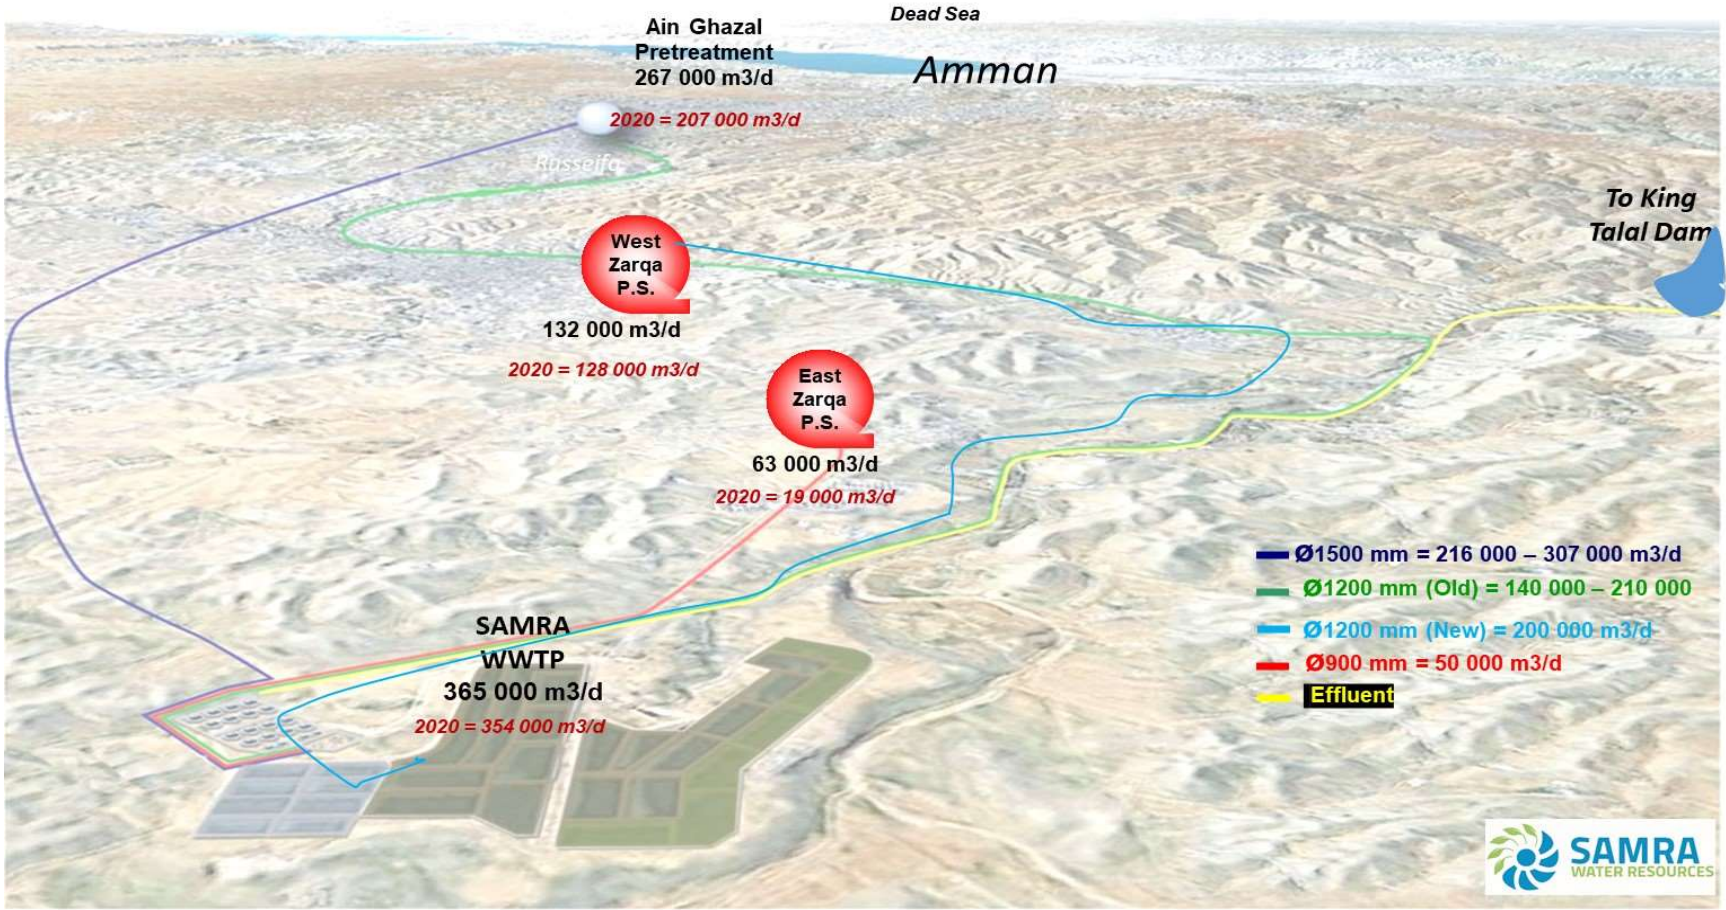 Dead Sea
Ain Ghazal
Pretreatment
267 000 m3/d
Amman
2020 = 207 000 m3/d
Russeifa
To King
Talal Dam
West
Zarqa
P.S.
132 000 m3/d
2020 = 128 000 m3/d
East
Zarqa
P.S.
63 000 m3/d
2020 = 19 000 m3/d
Ø1500 mm = 216 000 – 307 000 m3/d
Ø1200 mm (Old) = 140 000 – 210 000
Ø1200 mm (New) = 200 000 m3/d
Ø900 mm = 50 000 m3/d
Effluent
SAMRA
WWTP
365 000 m3/d
2020 = 354 000 m3/d
SAMRA
WATER RESOURCES